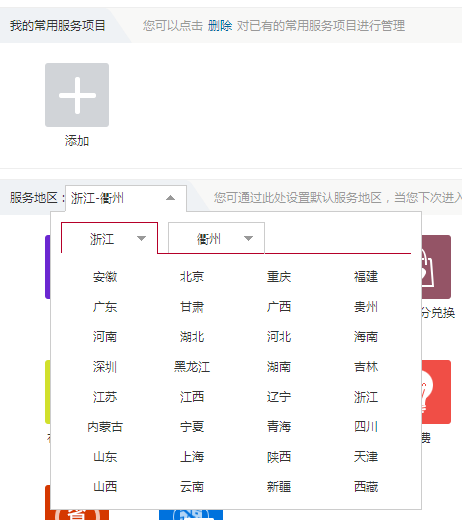 我的常用服务项目 您可以点击 删除 对已有的常用服务项目进行管理
添加
服务地区： 浙江-衢州 您可通过此处设置默认服务地区，当您下次进入
浙江 衢州
安徽 北京 重庆 福建
广东 甘肃 广西 贵州
分兑换
河南 湖北 河北 海南
深圳 黑龙江 湖南 吉林
江苏 江西 辽宁 浙江
内蒙古 宁夏 青海 四川
费
山东 上海 陕西 天津
山西 云南 新疆 西藏